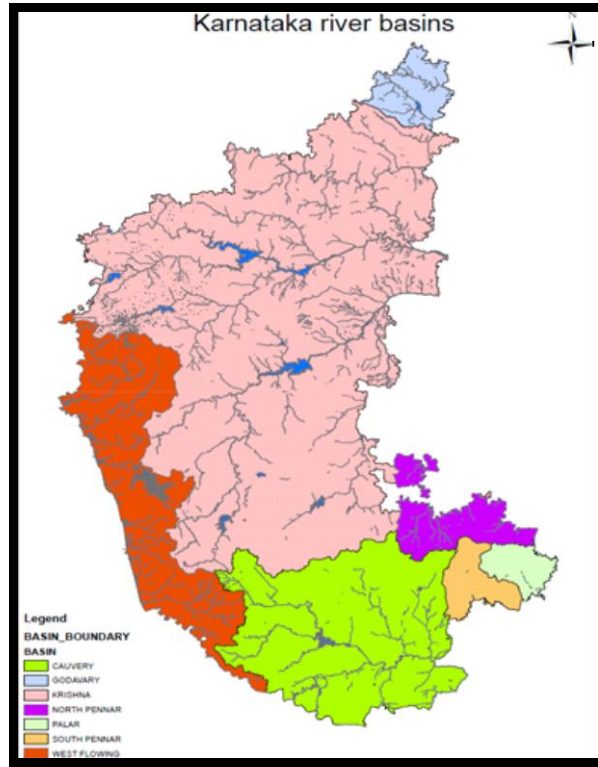 Karnataka river basins
Legend
BASIN_BOUNDARY
BASIN
CAUVERY
GODAVARY
KRISHNA
NORTH PENNAR
PALAR
SOUTH PENNAR
WEST FLOWING